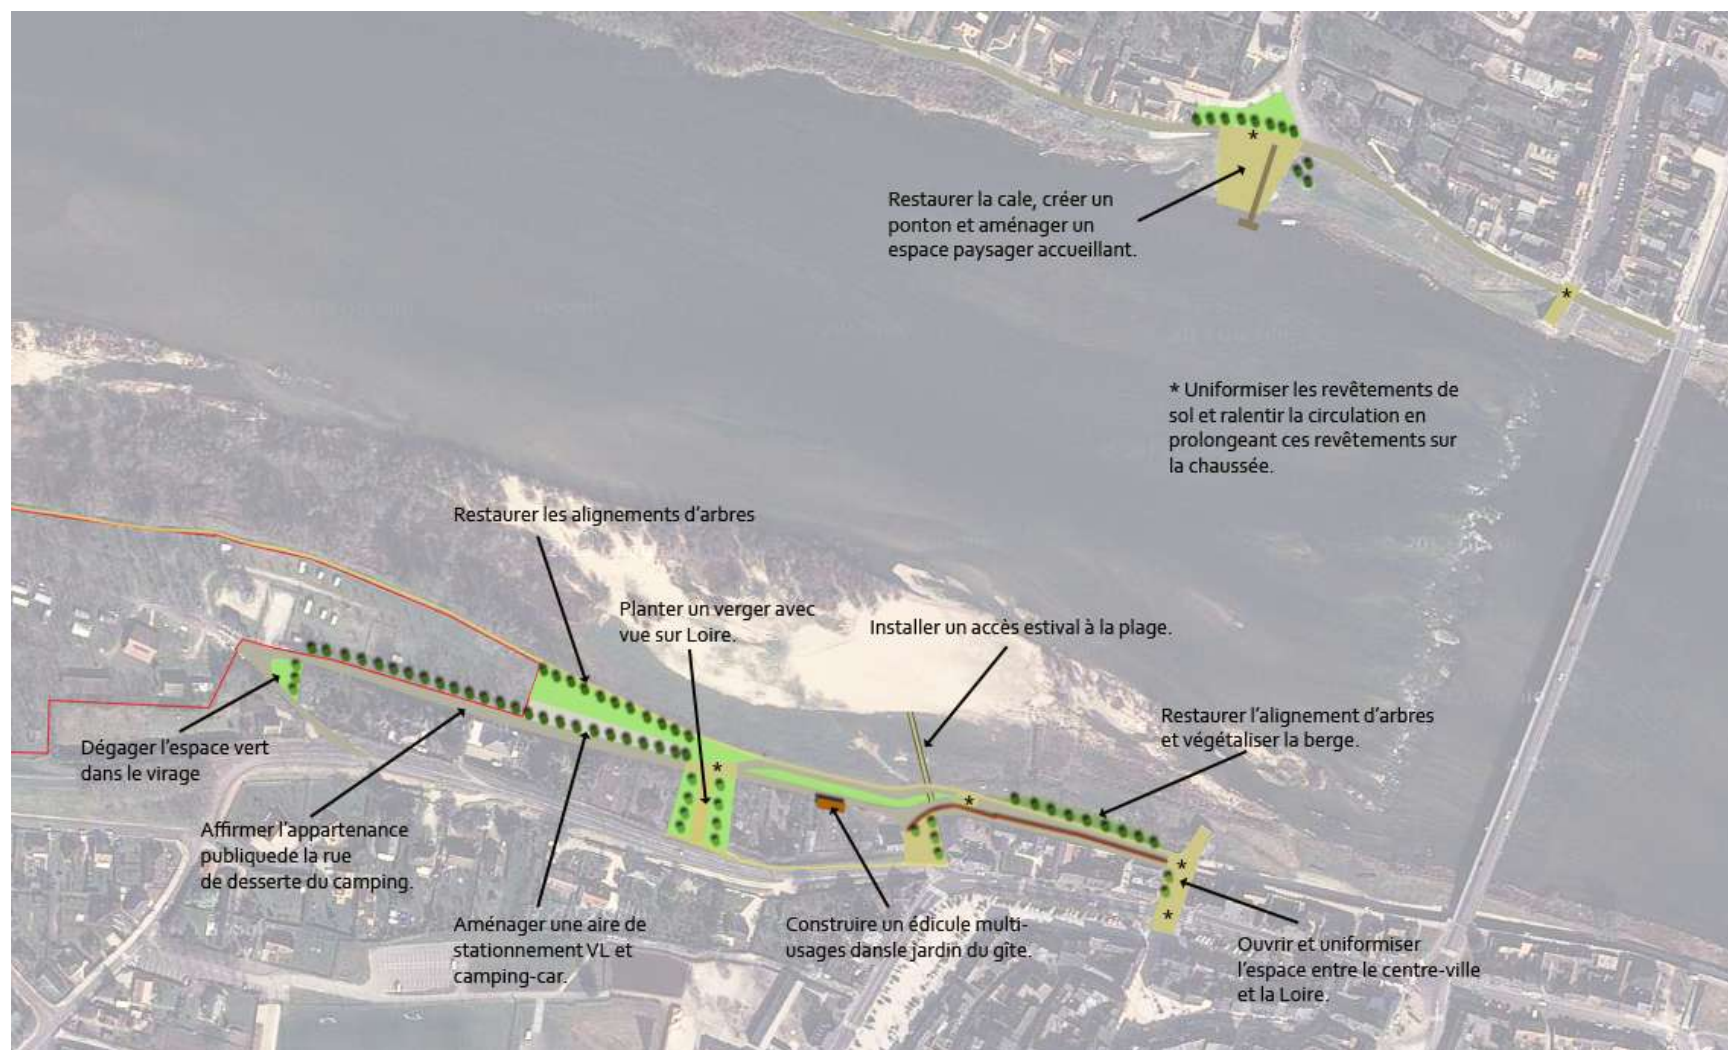 Restaurer la cale, créer un
ponton et aménager un
espace paysager accueillant.
*
*
* Uniformiser les revêtements de
sol et ralentir la circulation en
prolongeant ces revêtements sur
la chaussée.
Restaurer les alignements d'arbres
Planter un verger avec
vue sur Loire.
Installer un accès estival à la plage.
Restaurer l'alignement d'arbres
et végétaliser la berge.
Dégager l'espace vert
dans le virage
*
*
Affirmer l'appartenance
publiquede la rue
de desserte du camping.
*
*
Aménager une aire de
stationnement VL et
camping-car.
Construire un édicule multi-
usages dansle jardin du gîte.
Ouvrir et uniformiser
l'espace entre le centre-ville
et la Loire.